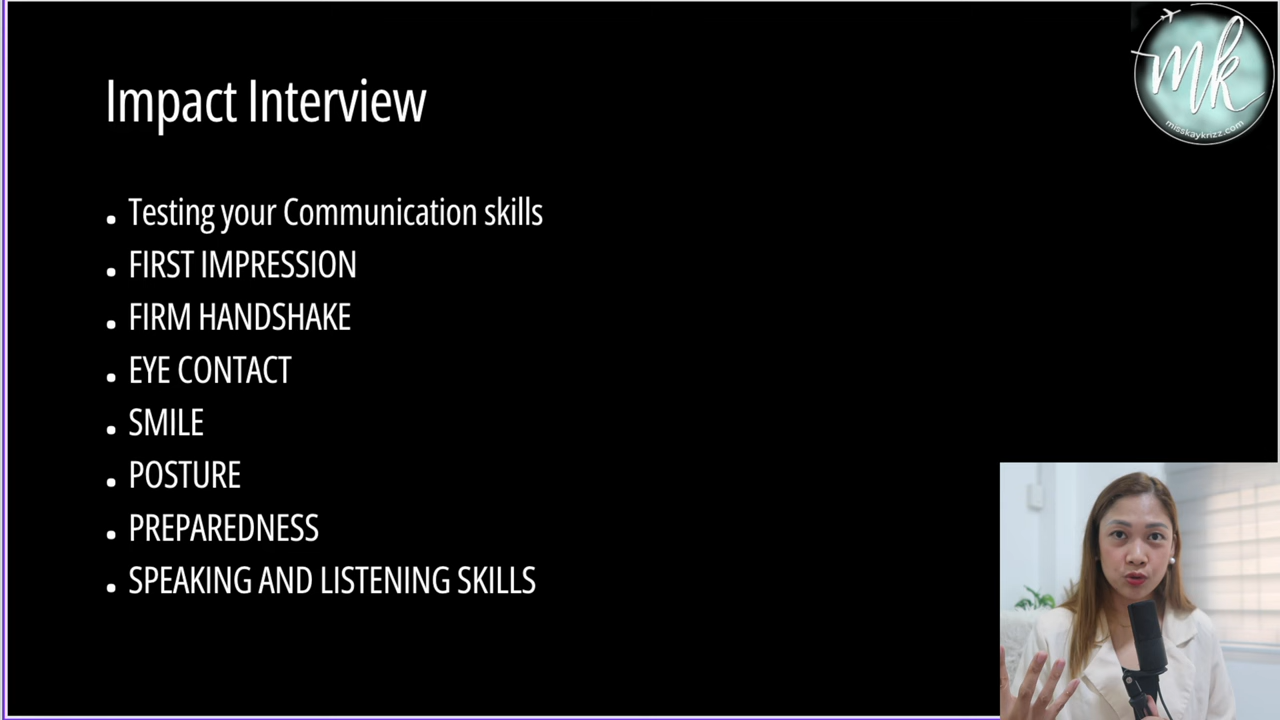 Impact Interview
mk
misskaykrizz.com
Testing your Communication skills
FIRST IMPRESSION
FIRM HANDSHAKE
EYE CONTACT
SMILE
POSTURE
PREPAREDNESS
SPEAKING AND LISTENING SKILLS